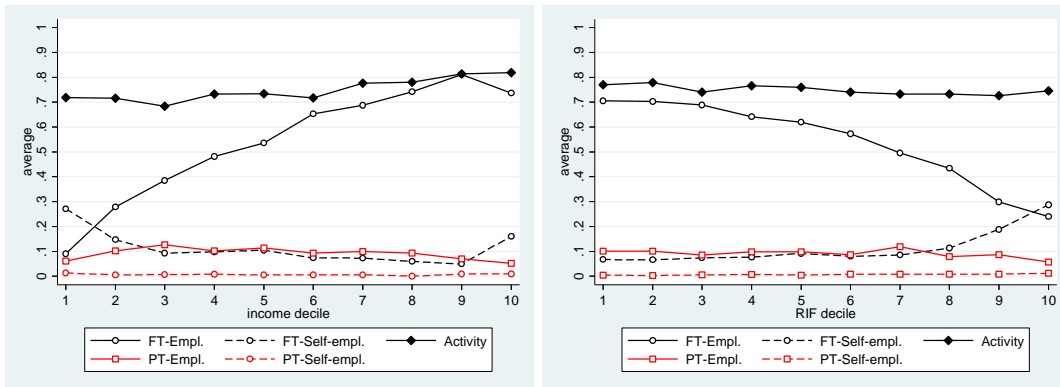 average
1
.9
.8
.7
.6
.5
.4
.3
.2
.1
0
1 2 3 4 5 6 7 8 9 10
income decile
FT-Empl. FT-Self-empl. Activity
PT-Empl. PT-Self-empl.
average
1
.9
.8
.7
.6
.5
.4
.3
.2
.1
0
1 2 3 4 5 6 7 8 9 10
RIF decile
FT-Empl. FT-Self-empl. Activity
PT-Empl. PT-Self-empl.